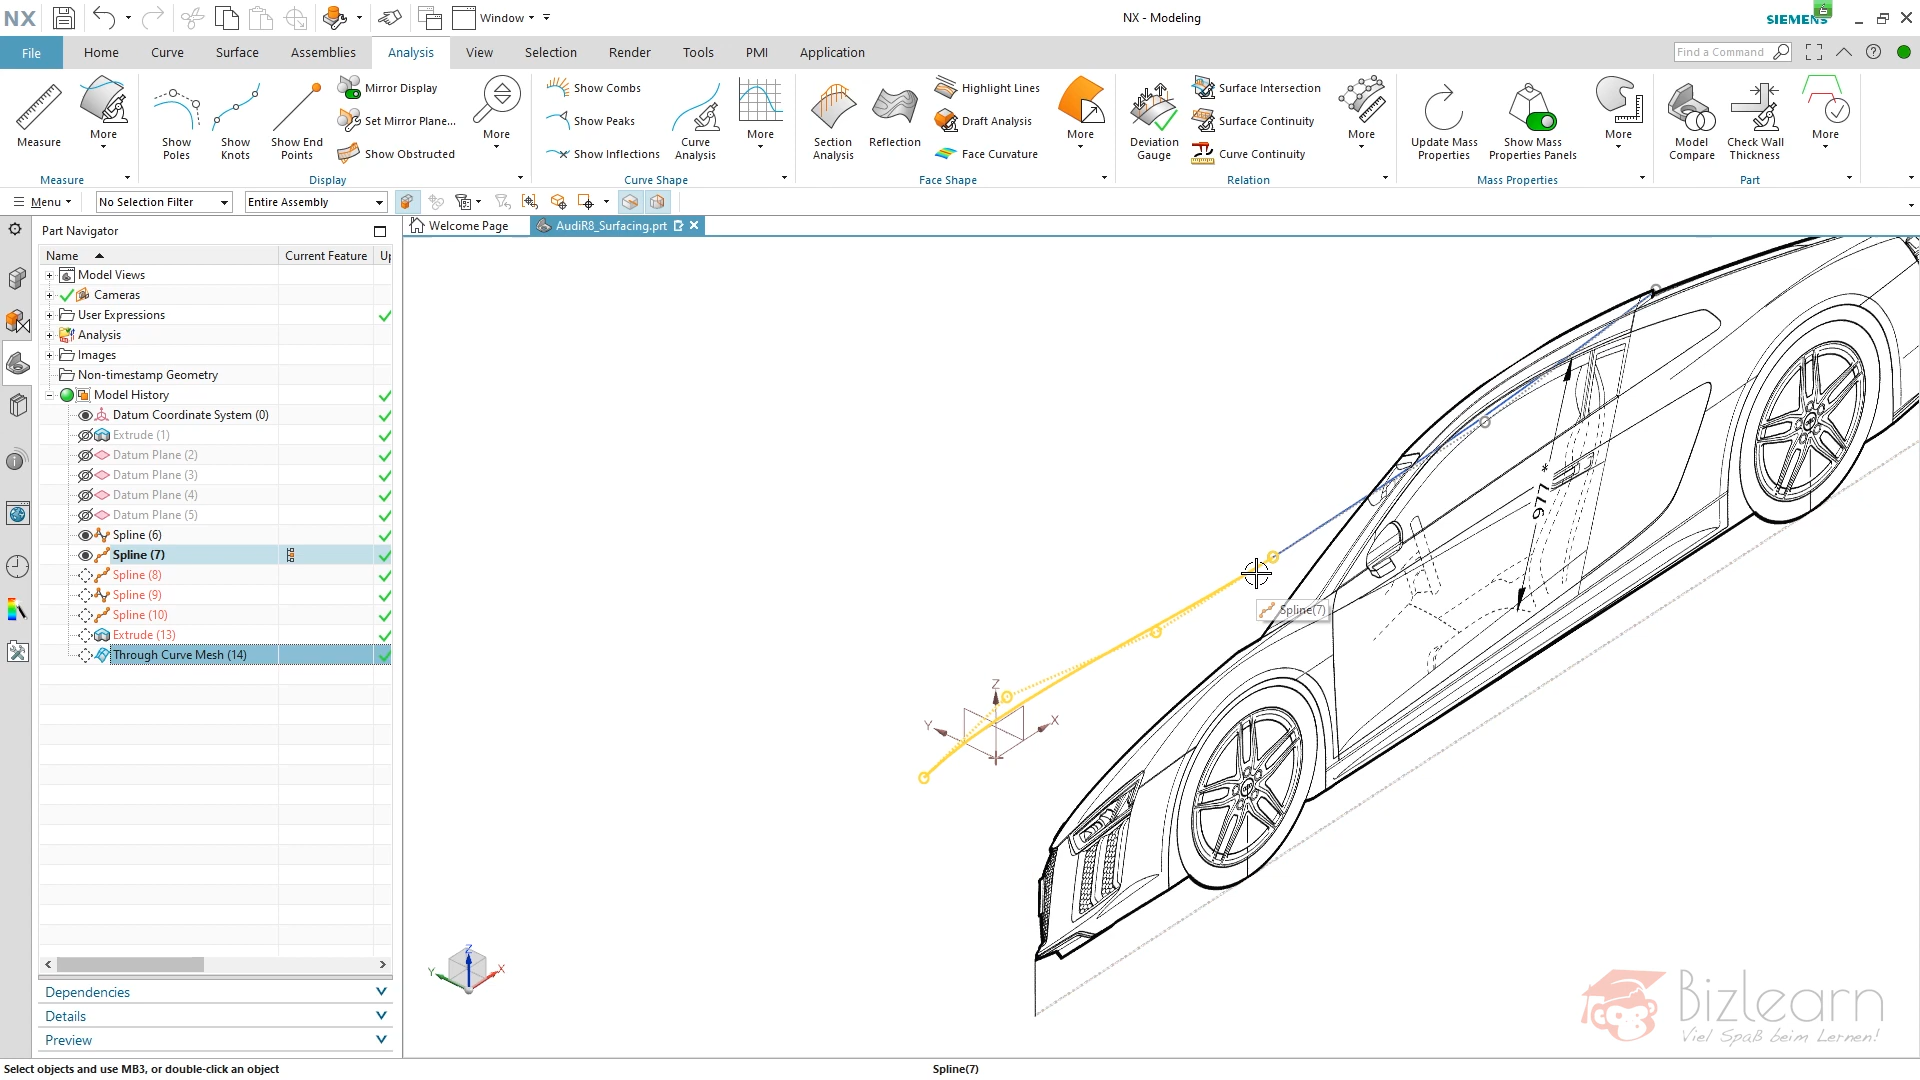 NX Window NX - Modeling SIEMENS
File Home Curve Surface Assemblies Analysis View Selection Render Tools PMI Application Find a Command
Measure More Show Poles Show Knots Show End Points Mirror Display Set Mirror Plane... Show Obstructed More
Show Combs Show Peaks Show Inflections Curve Analysis More
Section Analysis Reflection Highlight Lines Draft Analysis Face Curvature More
Deviation Gauge Surface Intersection Surface Continuity Curve Continuity More
Update Mass Properties Show Mass Properties Panels More
Model Compare Check Wall Thickness More
Measure Display Curve Shape Face Shape Relation Mass Properties Part
Menu No Selection Filter Entire Assembly
Part Navigator Welcome Page AudiR8_Surfacing.prt
Name Current Feature Up
Model Views
Cameras
User Expressions
Analysis
Images
Non-timestamp Geometry
Model History
Datum Coordinate System (0)
Extrude (1)
Datum Plane (2)
Datum Plane (3)
Datum Plane (4)
Datum Plane (5)
Spline (6)
Spline (7)
Spline (8)
Spline (9)
Spline (10)
Extrude (13)
Through Curve Mesh (14)
Spline(7)
Z
Y X
Z
Y X
Dependencies
Details
Preview
Bizlearn
Viel Spaß beim Lernen!
Select objects and use MB3, or double-click an object Spline(7)